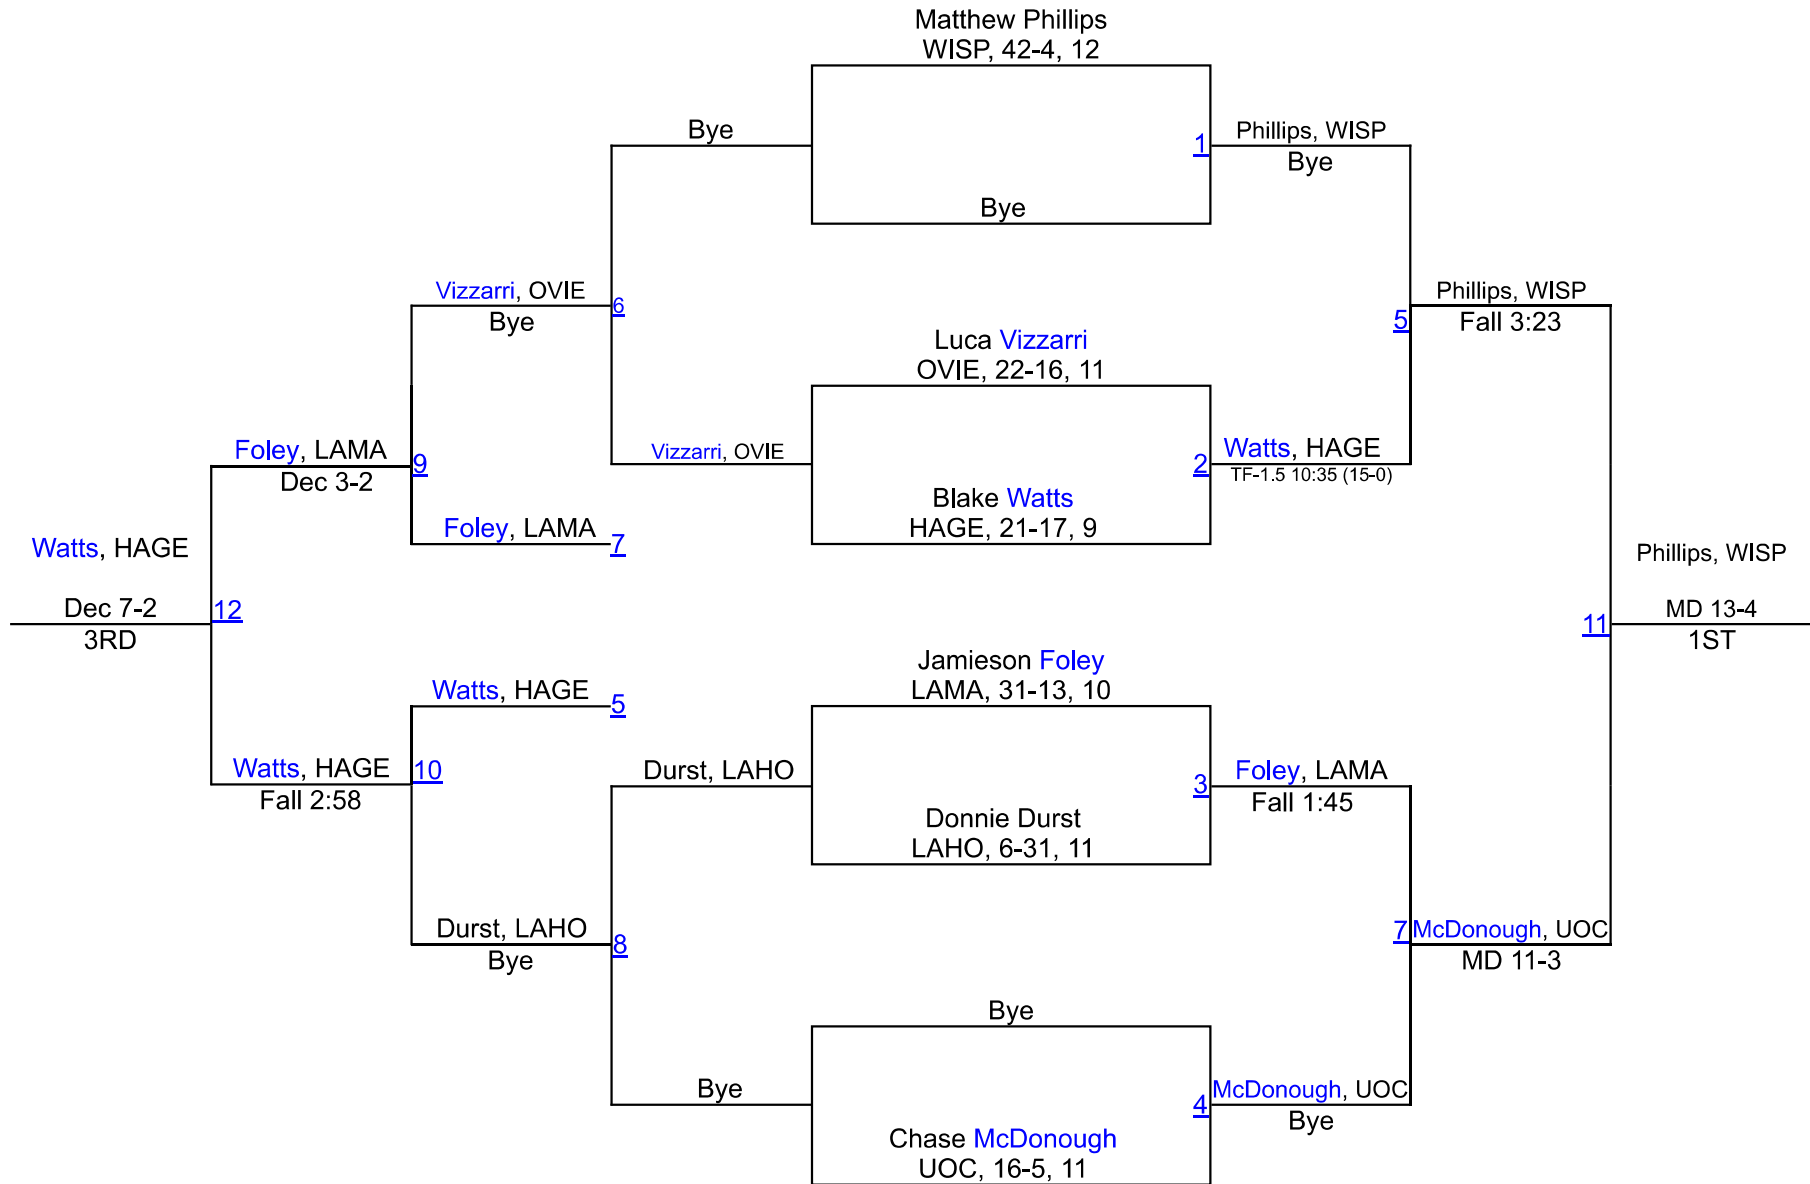 Matthew Phillips
WISP, 42-4, 12
Bye
1
Phillips, WISP
Bye
Bye
Vizzarri, OVIE
Bye
6
Phillips, WISP
Fall 3:23
5
Luca Vizzarri
OVIE, 22-16, 11
Foley, LAMA
Dec 3-2
9
Vizzarri, OVIE
2
Watts, HAGE
TF-1.5 10:35 (15-0)
Blake Watts
HAGE, 21-17, 9
Foley, LAMA
7
Watts, HAGE
Dec 7-2
3RD
12
Phillips, WISP
MD 13-4
1ST
11
Jamieson Foley
LAMA, 31-13, 10
Watts, HAGE
5
Watts, HAGE
Fall 2:58
10
Durst, LAHO
3
Foley, LAMA
Fall 1:45
Donnie Durst
LAHO, 6-31, 11
Durst, LAHO
Bye
8
7
McDonough, UOC
MD 11-3
Bye
Bye
4
McDonough, UOC
Bye
Chase McDonough
UOC, 16-5, 11